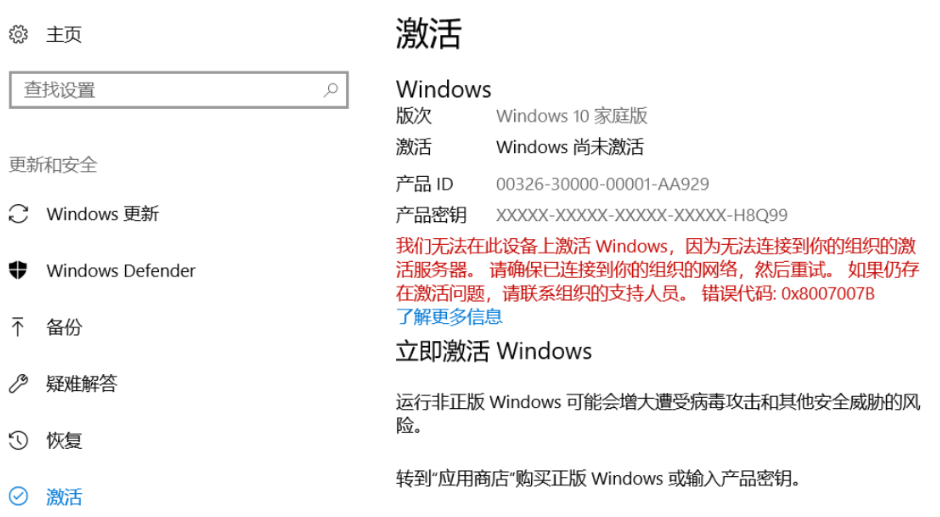 主页
查找设置
更新和安全
Windows 更新
Windows Defender
备份
疑难解答
恢复
激活
激活
Windows
版次 Windows 10 家庭版
激活 Windows 尚未激活
产品 ID 00326-30000-00001-AA929
产品密钥 XXXXX-XXXXX-XXXXX-XXXXX-H8Q99
我们无法在此设备上激活 Windows，因为无法连接到你的组织的激
活服务器。 请确保已连接到你的组织的网络，然后重试。 如果仍存
在激活问题，请联系组织的支持人员。 错误代码: 0x8007007B
了解更多信息
立即激活 Windows
运行非正版 Windows 可能会增大遭受病毒攻击和其他安全威胁的风
险。
转到“应用商店”购买正版 Windows 或输入产品密钥。